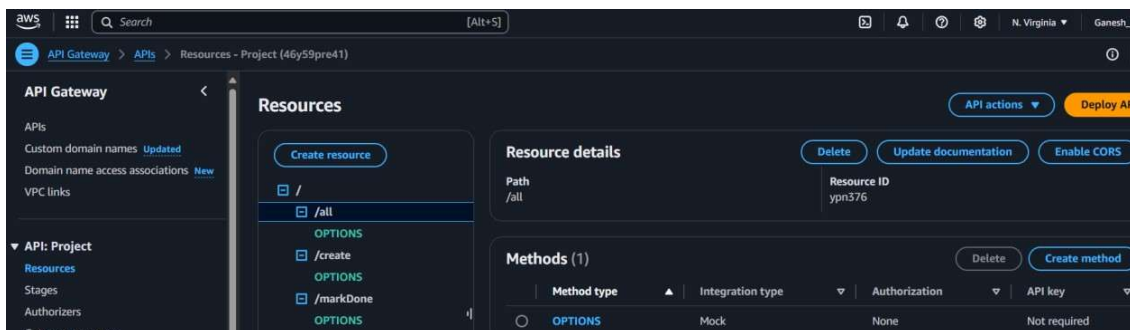 aws Search [Alt+S] N. Virginia Ganesh_
API Gateway > APIs > Resources - Project (46y59pre41)
API Gateway
APIs
Custom domain names Updated
Domain name access associations New
VPC links
API: Project
Resources
Stages
Authorizers
Resources
API actions
Deploy AP
Create resource
/
/all
OPTIONS
/create
OPTIONS
/markDone
OPTIONS
Resource details
Delete Update documentation Enable CORS
Path Resource ID
/all ypn376
Methods (1)
Delete Create method
Method type Integration type Authorization API key
OPTIONS Mock None Not required